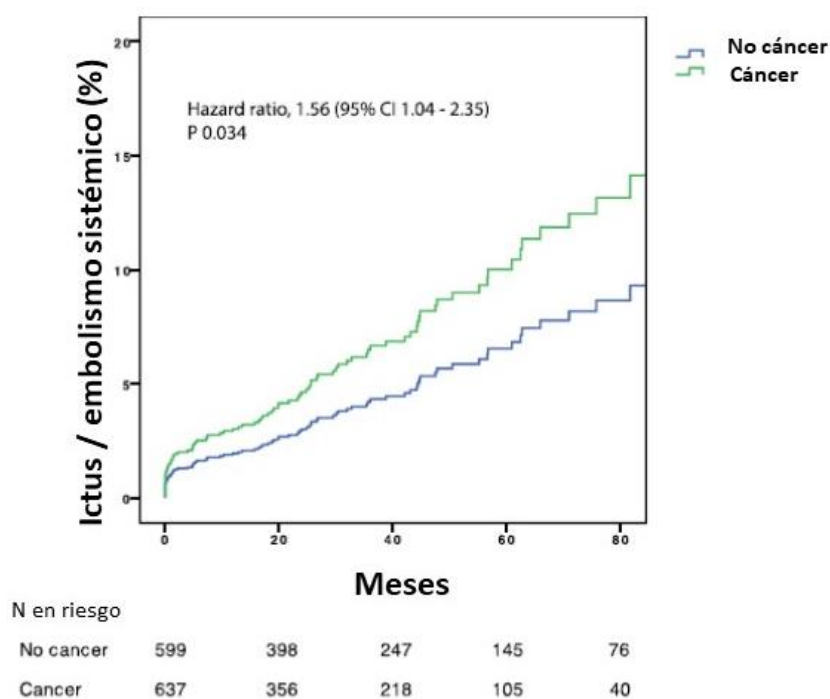 Ictus / embolismo sistémico (%)
20
15
10
5
0
Hazard ratio, 1.56 (95% CI 1.04 - 2.35)
P 0.034
No cáncer
Cáncer
0 20 40 60 80
Meses
N en riesgo
No cancer 599 398 247 145 76
Cancer 637 356 218 105 40